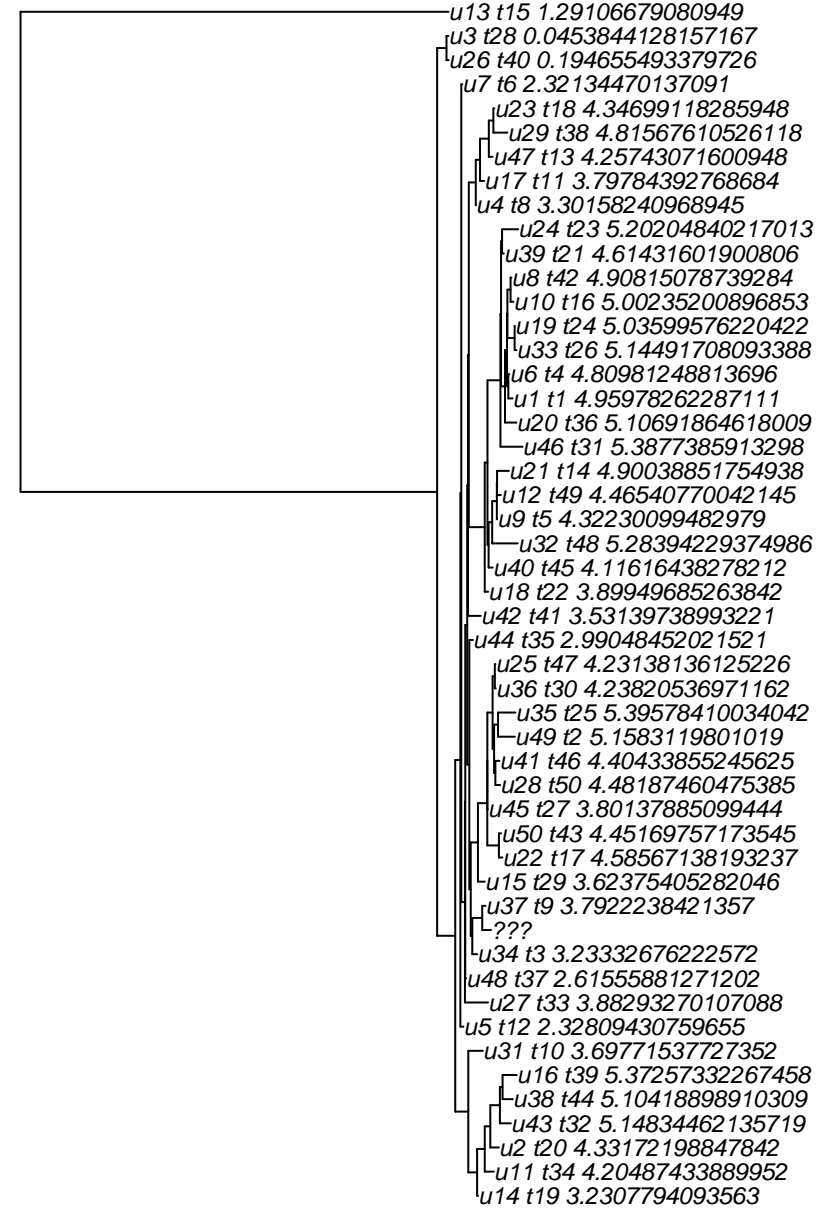 u13 t15 1.29106679080949
u3 t28 0.0453844128157167
u26 t40 0.194655493379726
u7 t6 2.32134470137091
u23 t18 4.34699118285948
u29 t38 4.81567610526118
u47 t13 4.25743071600948
u17 t11 3.79784392768684
u4 t8 3.30158240968945
u24 t23 5.20204840217013
u39 t21 4.61431601900806
u8 t42 4.90815078739284
u10 t16 5.00235200896853
u19 t24 5.03599576220422
u33 t26 5.14491708093388
u6 t4 4.80981248813696
u1 t1 4.95978262287111
u20 t36 5.10691864618009
u46 t31 5.3877385913298
u21 t14 4.90038851754938
u12 t49 4.46540770042145
u9 t5 4.32230099482979
u32 t48 5.28394229374986
u40 t45 4.11616438278212
u18 t22 3.89949685263842
u42 t41 3.53139738993221
u44 t35 2.99048452021521
u25 t47 4.23138136125226
u36 t30 4.23820536971162
u35 t25 5.39578410034042
u49 t2 5.1583119801019
u41 t46 4.40433855245625
u28 t50 4.48187460475385
u45 t27 3.80137885099444
u50 t43 4.45169757173545
u22 t17 4.58567138193237
u15 t29 3.62375405282046
u37 t9 3.7922238421357
???
u34 t3 3.23332676222572
u48 t37 2.61555881271202
u27 t33 3.88293270107088
u5 t12 2.32809430759655
u31 t10 3.69771537727352
u16 t39 5.37257332267458
u38 t44 5.10418898910309
u43 t32 5.14834462135719
u2 t20 4.33172198847842
u11 t34 4.20487433889952
u14 t19 3.2307794093563